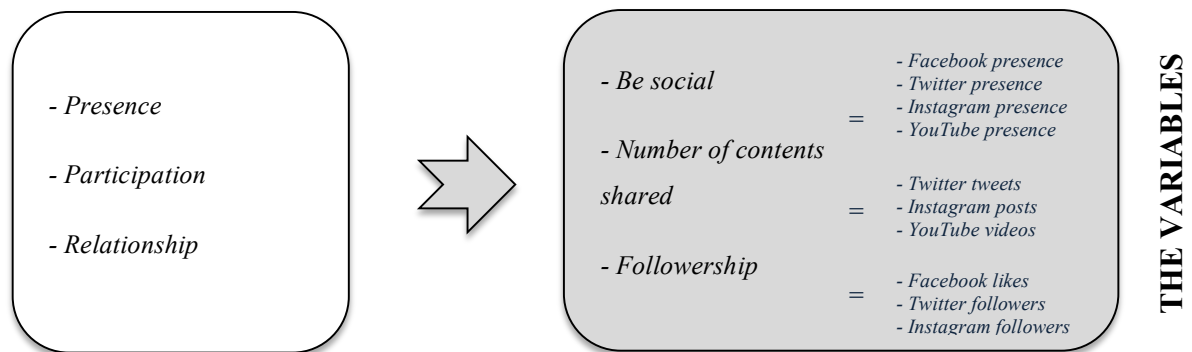 - Presence
- Participation
- Relationship
- Be social
- Number of contents
shared
- Followership
=
- Facebook presence
- Twitter presence
- Instagram presence
- YouTube presence
=
- Twitter tweets
- Instagram posts
- YouTube videos
=
- Facebook likes
- Twitter followers
- Instagram followers
THE VARIABLES